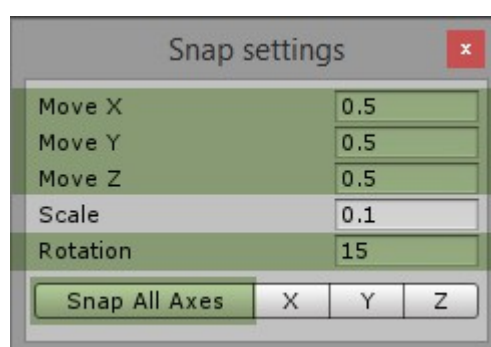 Snap settings x
Move X 0.5
Move Y 0.5
Move Z 0.5
Scale 0.1
Rotation 15
Snap All Axes X Y Z